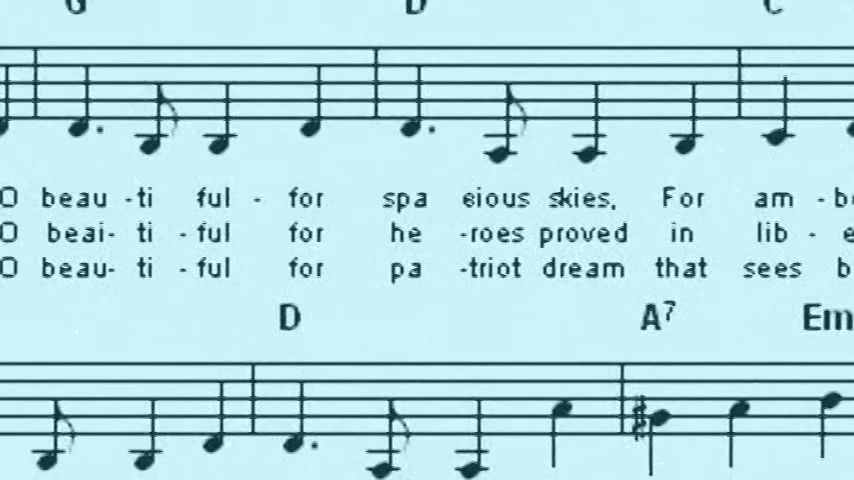 G D C
O beau -ti ful - for spa cious skies, For am - b
O beai- ti - ful for he -roes proved in lib - e
O beau- ti - ful for pa -triot dream that sees b
D A7 Em